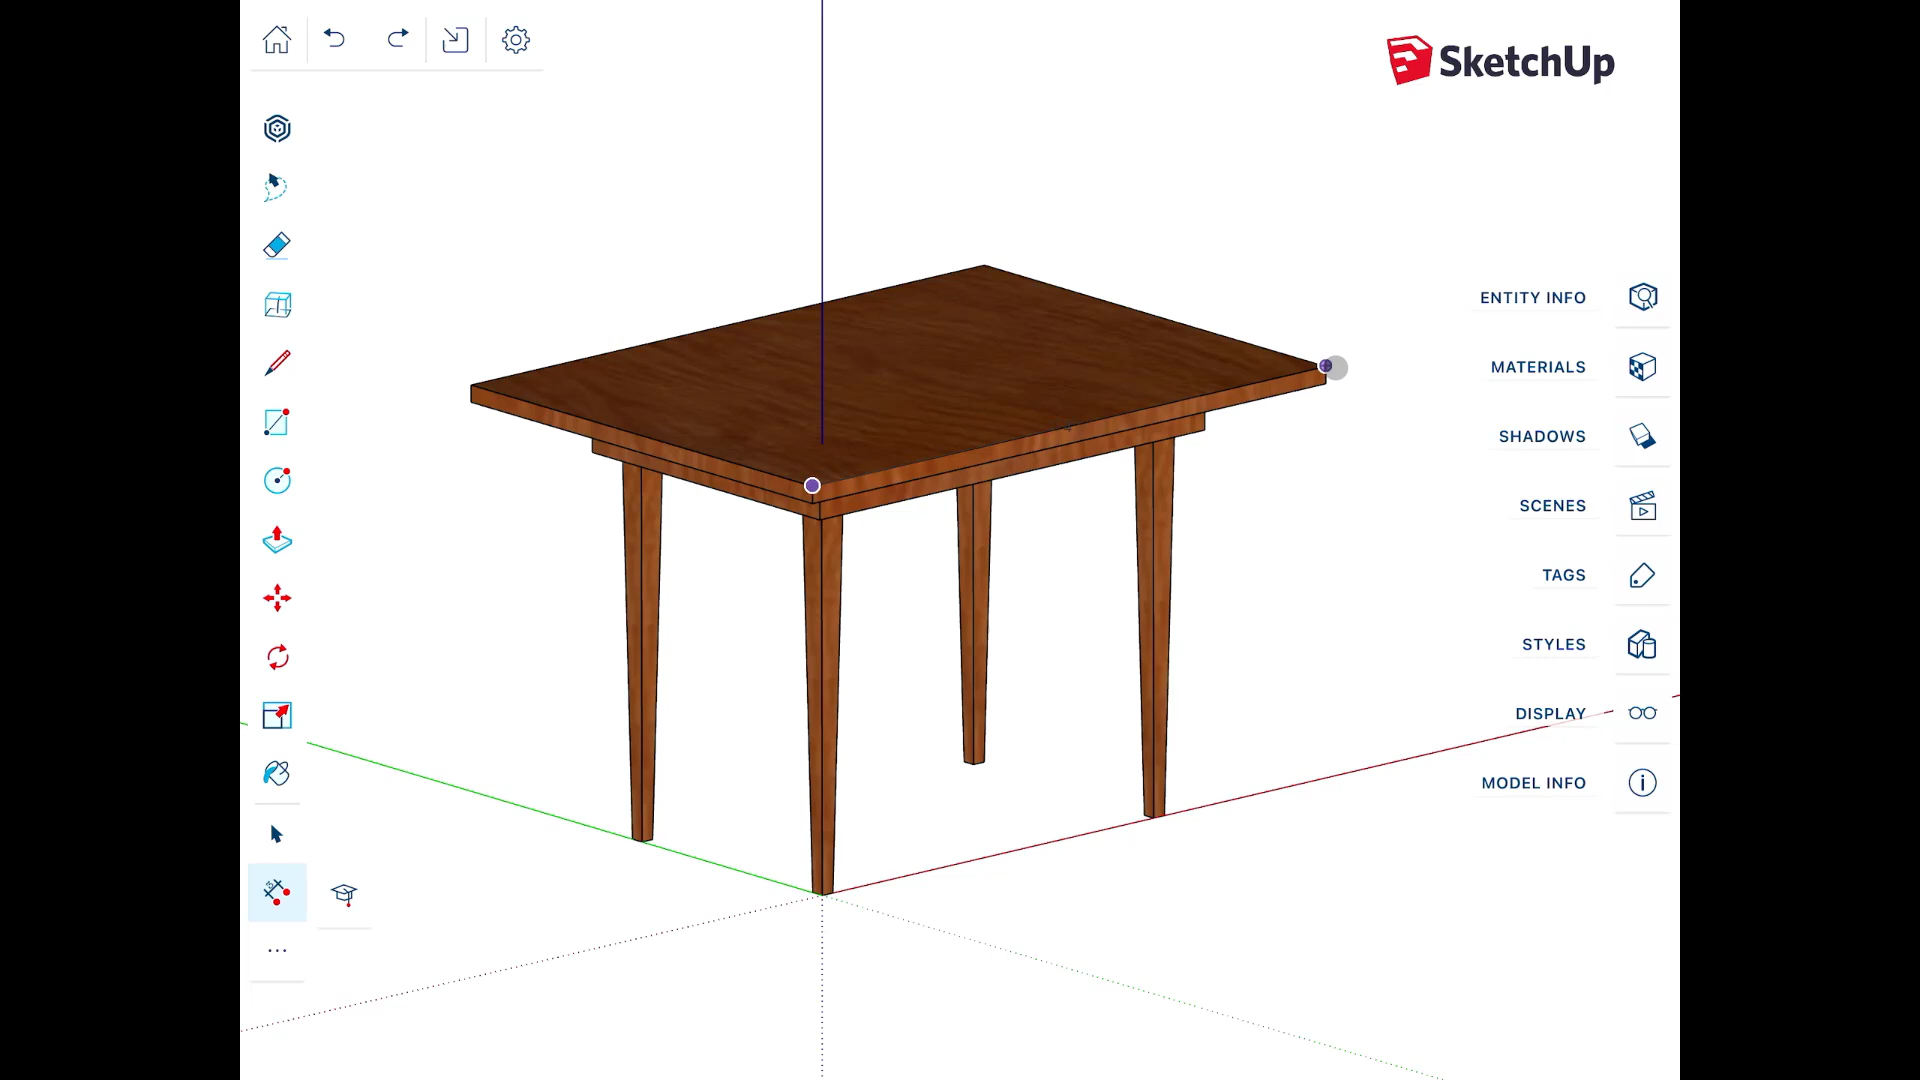 SketchUp
ENTITY INFO
MATERIALS
SHADOWS
SCENES
TAGS
STYLES
DISPLAY
MODEL INFO